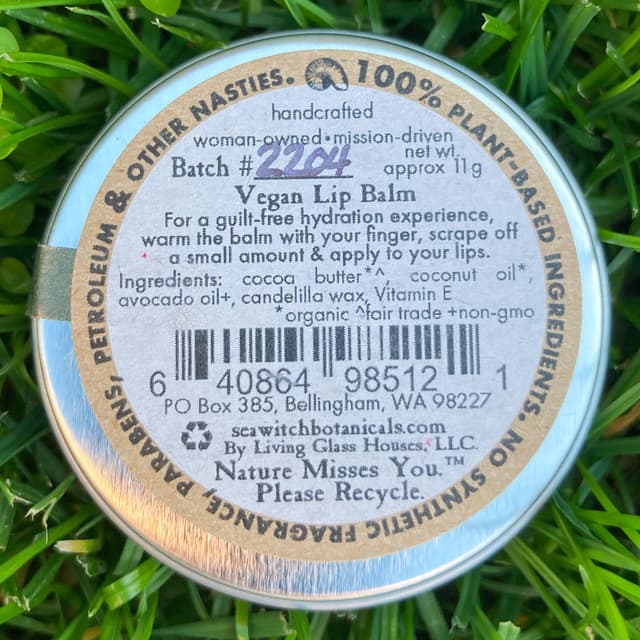 100% PLANT-BASED INGREDIENTS. NO SYNTHETIC FRAGRANCE, PARABENS, PETROLEUM & OTHER NASTIES.
handcrafted
woman-owned•mission-driven
Batch #2204 net wt. approx 11g
Vegan Lip Balm
For a guilt-free hydration experience,
warm the balm with your finger, scrape off
a small amount & apply to your lips.
Ingredients: cocoa butter*^, coconut oil*,
avocado oil+, candelilla wax, Vitamin E
*organic ^fair trade +non-gmo
6 40864 98512 1
PO Box 385, Bellingham, WA 98227
seawitchbotanicals.com
By Living Glass Houses, LLC.
Nature Misses You.™
Please Recycle.